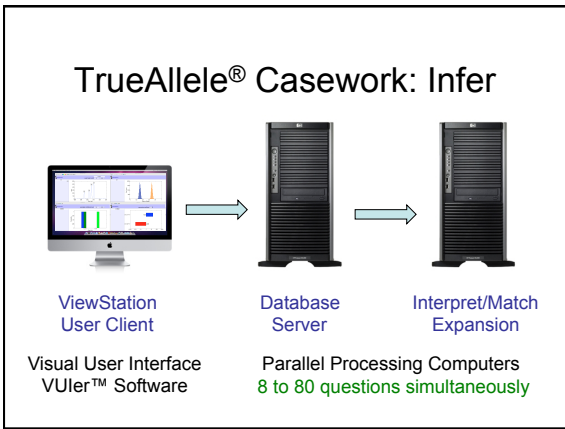 TrueAllele® Casework: Infer
ViewStation
User Client
Database
Server
Interpret/Match
Expansion
Visual User Interface
VUIer™ Software
Parallel Processing Computers
8 to 80 questions simultaneously